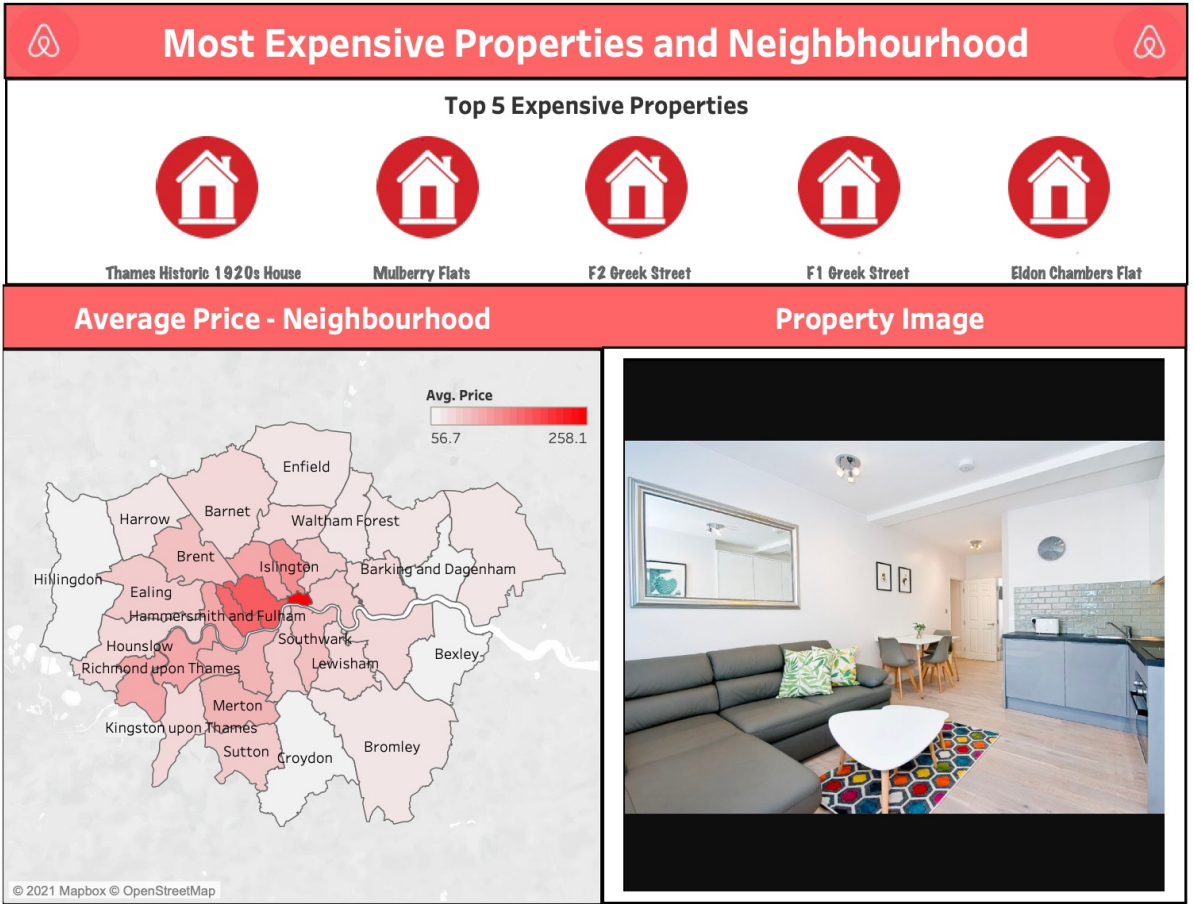 Most Expensive Properties and Neighbhourhood
Top 5 Expensive Properties
Thames Historic 1920s House
Mulberry Flats
F2 Greek Street
F1 Greek Street
Eldon Chambers Flat
Average Price - Neighbourhood
Property Image
Avg. Price
56.7 258.1
Enfield
Harrow
Barnet
Waltham Forest
Brent
Islington
Barking and Dagenham
Hillingdon
Ealing
Hammersmith and Fulham
Hounslow
Southwark
Richmond upon Thames
Lewisham
Bexley
Merton
Kingston upon Thames
Sutton
Croydon
Bromley
© 2021 Mapbox © OpenStreetMap